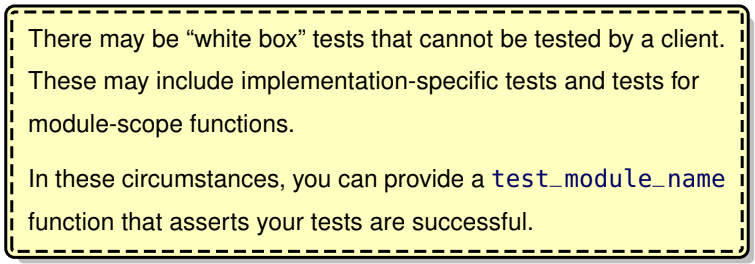 There may be “white box” tests that cannot be tested by a client.
These may include implementation-specific tests and tests for
module-scope functions.
In these circumstances, you can provide a test_module_name
function that asserts your tests are successful.